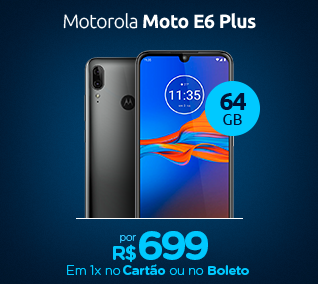 Motorola Moto E6 Plus
11:35
64
GB
por
R$ 699
Em 1x no Cartão ou no Boleto